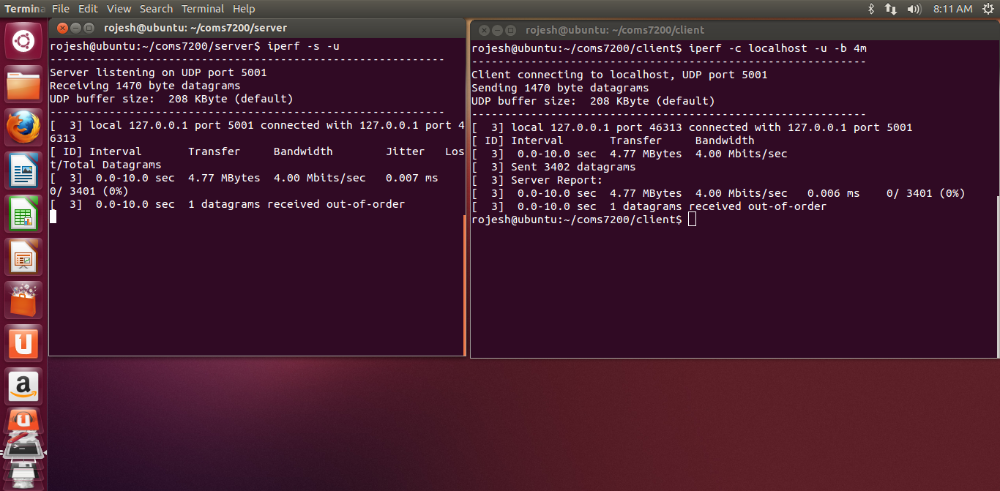 Termina File Edit View Search Terminal Help 8:11 AM
rojesh@ubuntu: ~/coms7200/server
rojesh@ubuntu:~/coms7200/server$ iperf -s -u
------------------------------------------------------------
Server listening on UDP port 5001
Receiving 1470 byte datagrams
UDP buffer size:  208 KByte (default)
------------------------------------------------------------
[  3] local 127.0.0.1 port 5001 connected with 127.0.0.1 port 4
6313
[ ID] Interval       Transfer     Bandwidth        Jitter   Los
t/Total Datagrams
[  3]  0.0-10.0 sec  4.77 MBytes  4.00 Mbits/sec   0.007 ms
0/ 3401 (0%)
[  3]  0.0-10.0 sec  1 datagrams received out-of-order
rojesh@ubuntu: ~/coms7200/client
rojesh@ubuntu:~/coms7200/client$ iperf -c localhost -u -b 4m
------------------------------------------------------------
Client connecting to localhost, UDP port 5001
Sending 1470 byte datagrams
UDP buffer size:  208 KByte (default)
------------------------------------------------------------
[  3] local 127.0.0.1 port 46313 connected with 127.0.0.1 port 5001
[ ID] Interval       Transfer     Bandwidth
[  3]  0.0-10.0 sec  4.77 MBytes  4.00 Mbits/sec
[  3] Sent 3402 datagrams
[  3] Server Report:
[  3]  0.0-10.0 sec  4.77 MBytes  4.00 Mbits/sec   0.006 ms    0/ 3401 (0%)
[  3]  0.0-10.0 sec  1 datagrams received out-of-order
rojesh@ubuntu:~/coms7200/client$